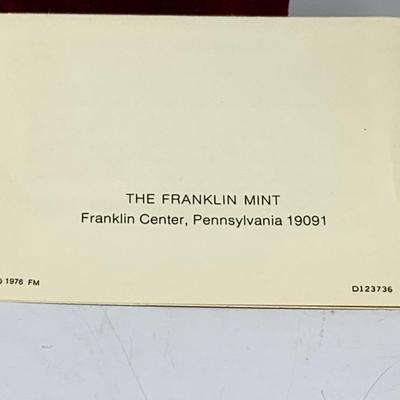 THE FRANKLIN MINT
Franklin Center, Pennsylvania 19091
1976 FM D123736